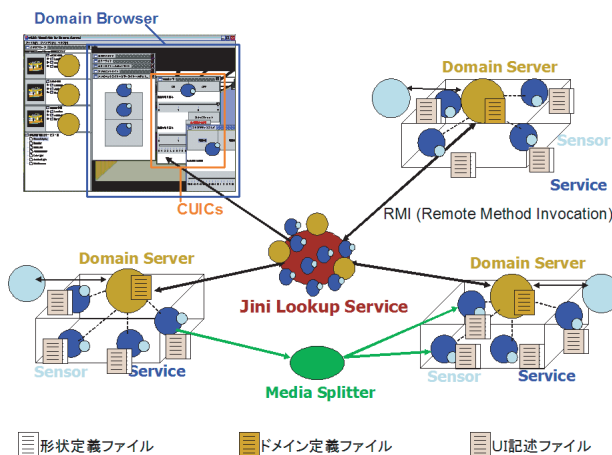 Domain Browser
CUICs
Domain Server
Sensor
Service
RMI (Remote Method Invocation)
Domain Server
Jini Lookup Service
Domain Server
Sensor
Service
Media Splitter
Sensor
Service
形状定義ファイル
ドメイン定義ファイル
UI記述ファイル